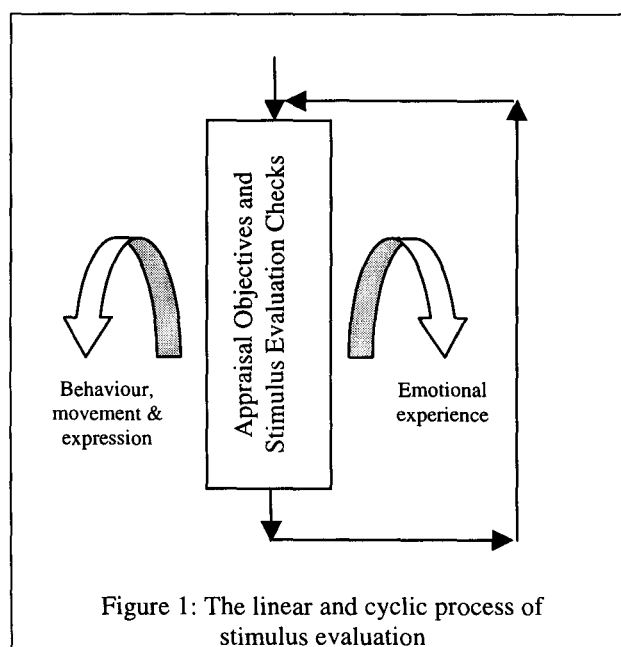 Appraisal Objectives and
Stimulus Evaluation Checks
Behaviour,
movement &
expression
Emotional
experience
Figure 1: The linear and cyclic process of
stimulus evaluation